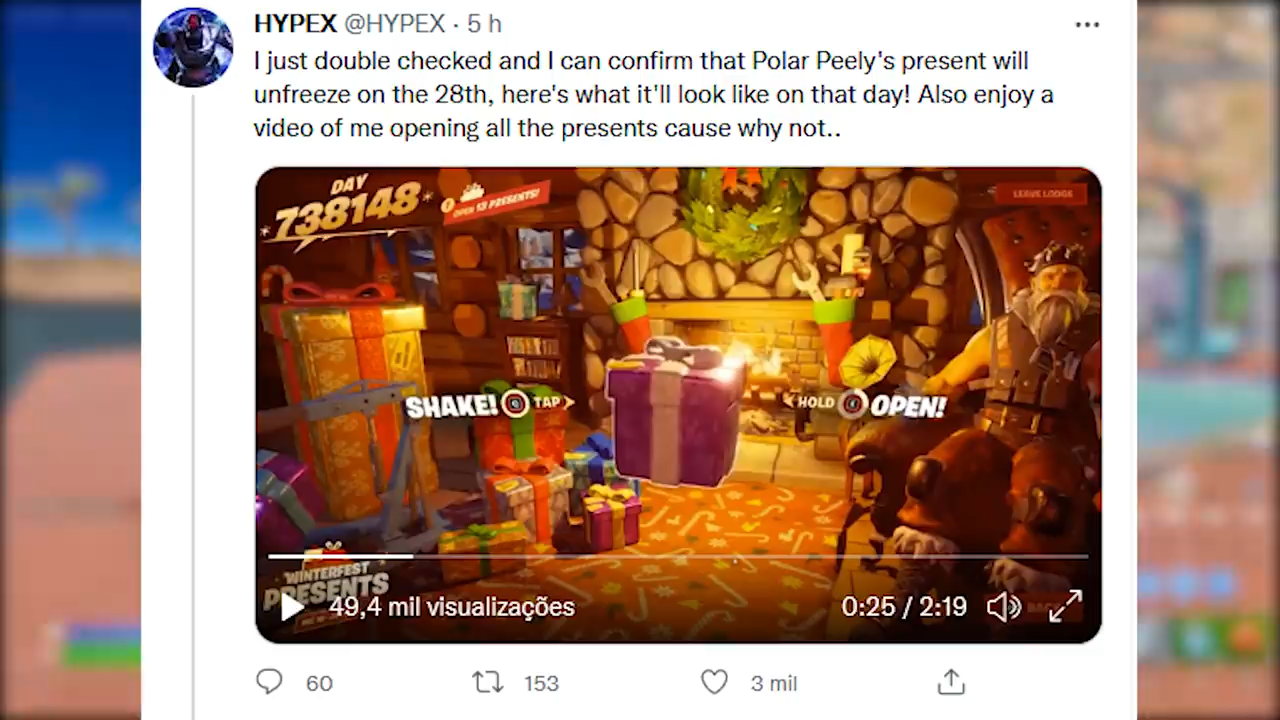 HYPEX @HYPEX · 5 h
I just double checked and I can confirm that Polar Peely's present will
unfreeze on the 28th, here's what it'll look like on that day! Also enjoy a
video of me opening all the presents cause why not..
DAY
738148
OPEN 13 PRESENTS!
LEAVE LODGE
SHAKE! TAP
HOLD OPEN!
WINTERFEST
PRESENTS
49,4 mil visualizações
0:25 / 2:19
60
153
3 mil